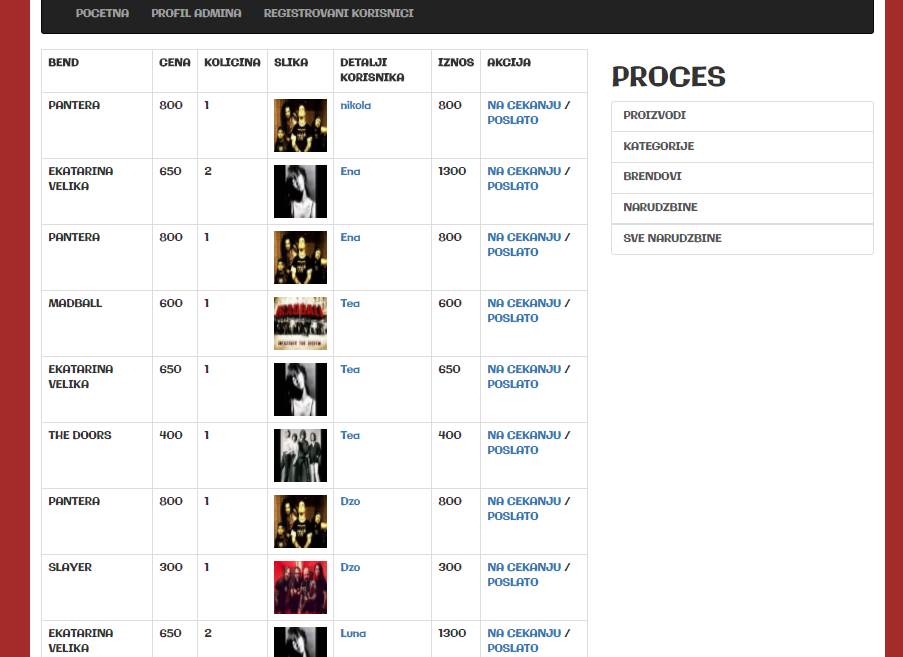 POCETNA PROFIL ADMINA REGISTROVANI KORISNICI
BEND CENA KOLICINA SLIKA DETALJI KORISNIKA IZNOS AKCIJA
PANTERA 800 1 nikola 800 NA CEKANJU / POSLATO
EKATARINA VELIKA 650 2 Ena 1300 NA CEKANJU / POSLATO
PANTERA 800 1 Ena 800 NA CEKANJU / POSLATO
MADBALL 600 1 MADBALL Tea 600 NA CEKANJU / POSLATO
EKATARINA VELIKA 650 1 Tea 650 NA CEKANJU / POSLATO
THE DOORS 400 1 Tea 400 NA CEKANJU / POSLATO
PANTERA 800 1 Dzo 800 NA CEKANJU / POSLATO
SLAYER 300 1 Dzo 300 NA CEKANJU / POSLATO
EKATARINA VELIKA 650 2 Luna 1300 NA CEKANJU / POSLATO
PROCES
PROIZVODI
KATEGORIJE
BRENDOVI
NARUDZBINE
SVE NARUDZBINE